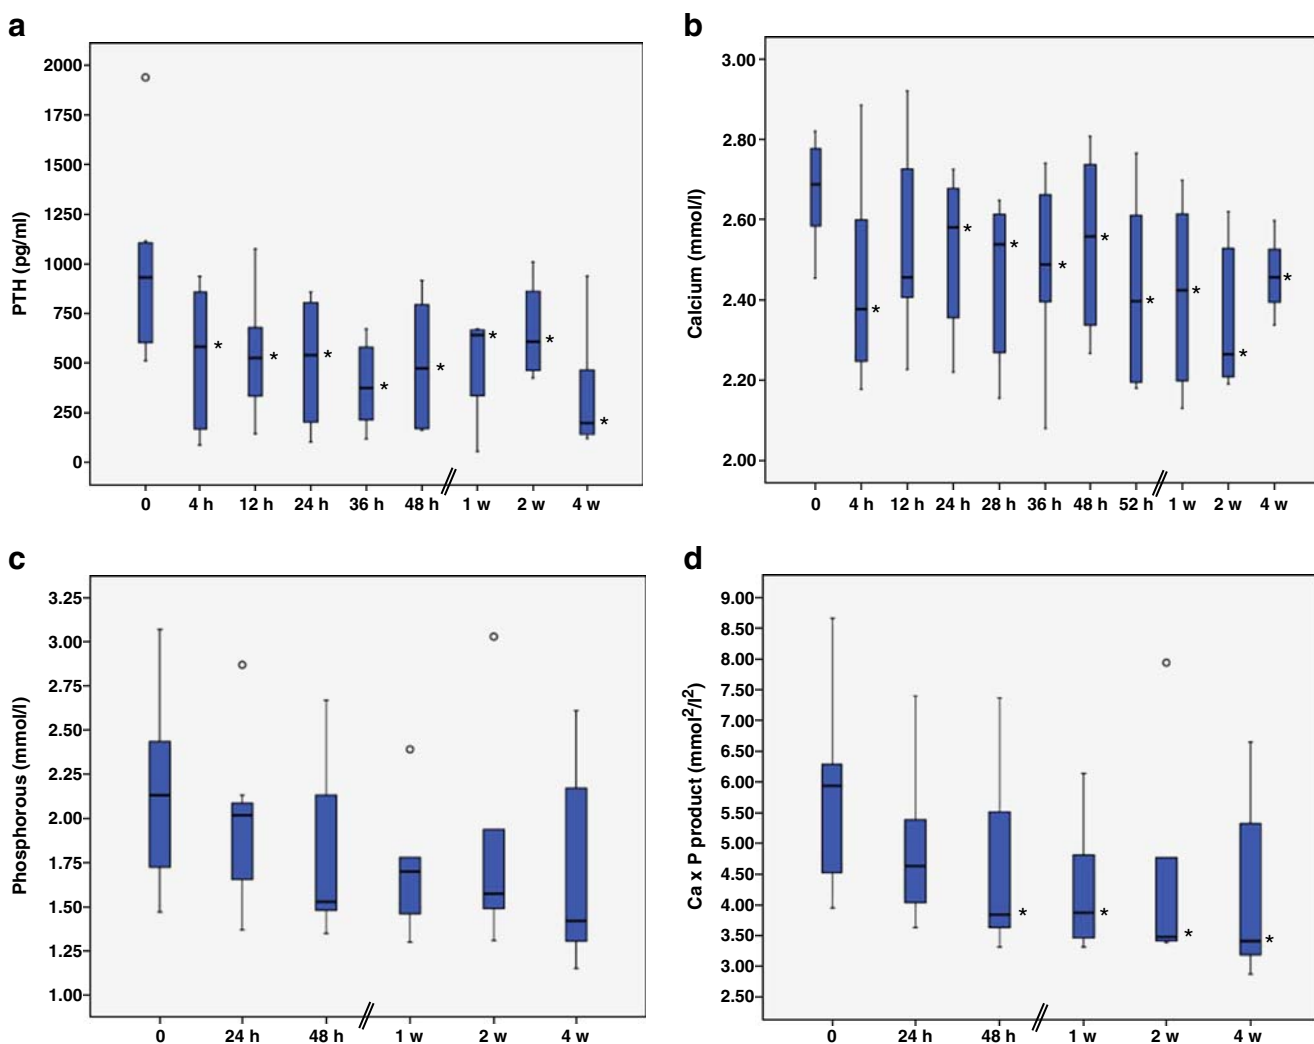 a
PTH (pg/ml)
2000
1750
1500
1250
1000
750
500
250
0
* * * * * * * *
0 4 h 12 h 24 h 36 h 48 h 1 w 2 w 4 w
b
Calcium (mmol/l)
3.00
2.80
2.60
2.40
2.20
2.00
* * * * * * * * *
0 4 h 12 h 24 h 28 h 36 h 48 h 52 h 1 w 2 w 4 w
c
Phosphorous (mmol/l)
3.25
3.00
2.75
2.50
2.25
2.00
1.75
1.50
1.25
1.00
0 24 h 48 h 1 w 2 w 4 w
d
Ca x P product (mmol²/l²)
9.00
8.50
8.00
7.50
7.00
6.50
6.00
5.50
5.00
4.50
4.00
3.50
3.00
2.50
* * * *
0 24 h 48 h 1 w 2 w 4 w